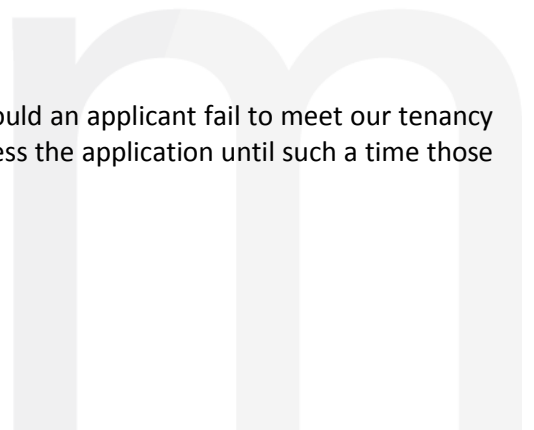 ould an applicant fail to meet our tenancy
ess the application until such a time those